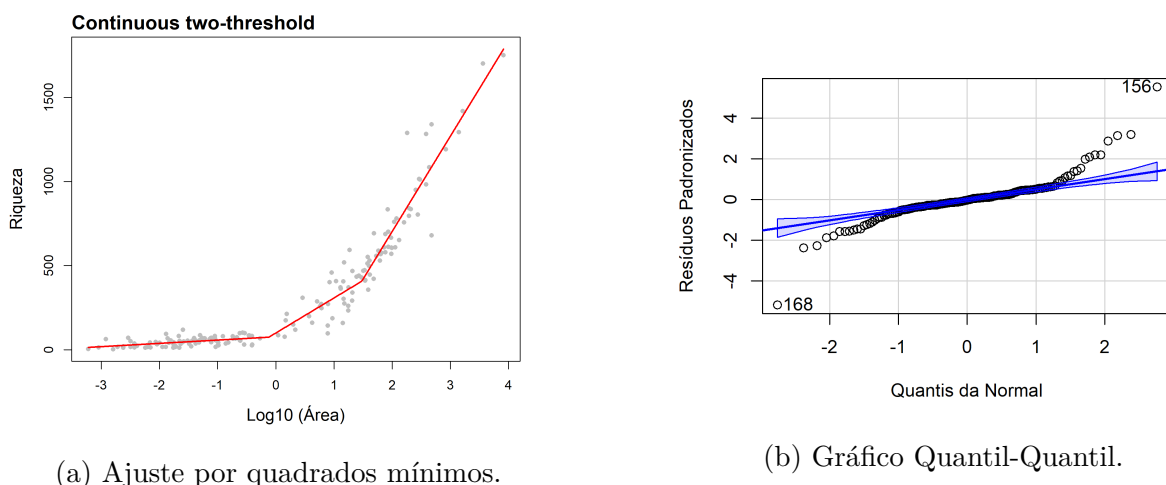 Continuous two-threshold
Riqueza
0
500
1000
1500
-3 -2 -1 0 1 2 3 4
Log10 (Área)
(a) Ajuste por quadrados mínimos.
Resíduos Padronizados
4
2
0
-2
-4
156
168
-2 -1 0 1 2
Quantis da Normal
(b) Gráfico Quantil-Quantil.